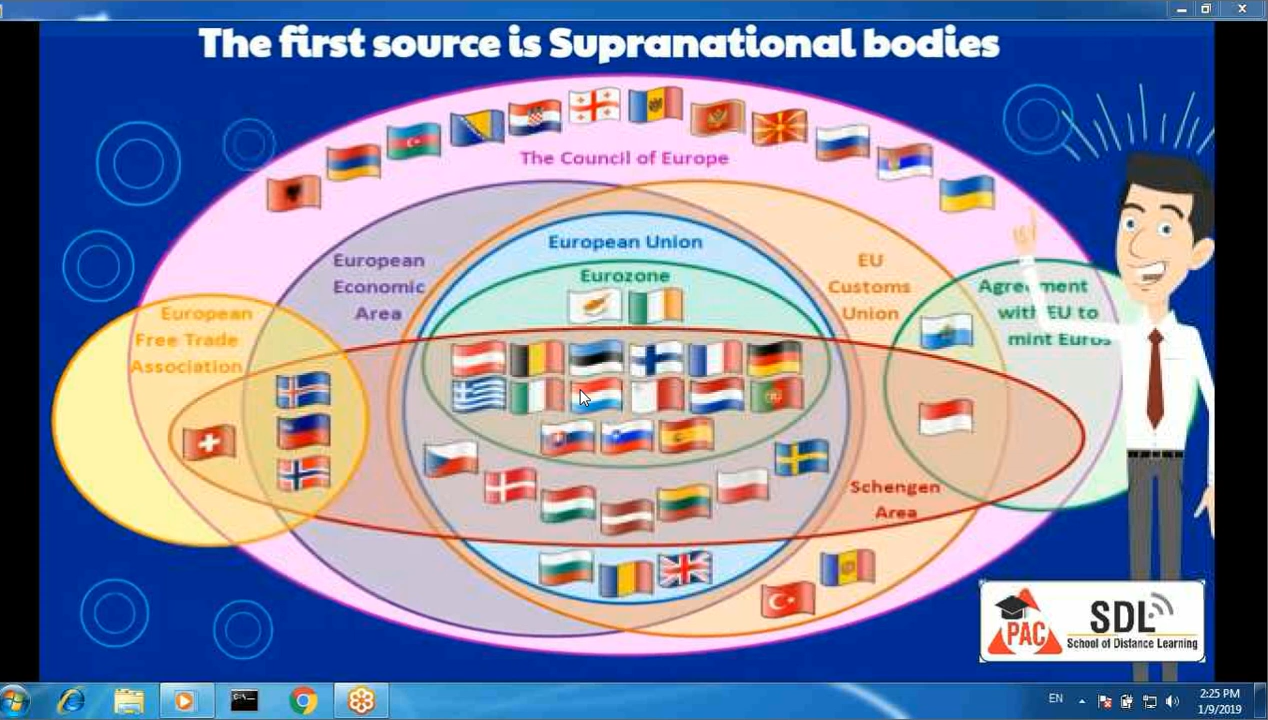 The first source is Supranational bodies
The Council of Europe
European Union
Eurozone
European
Economic
Area
EU
Customs
Union
European
Free Trade
Association
Agreement
with EU to
mint Euros
Schengen
Area
PAC
SDL
School of Distance Learning
C:\
EN
2:25 PM
1/9/2019